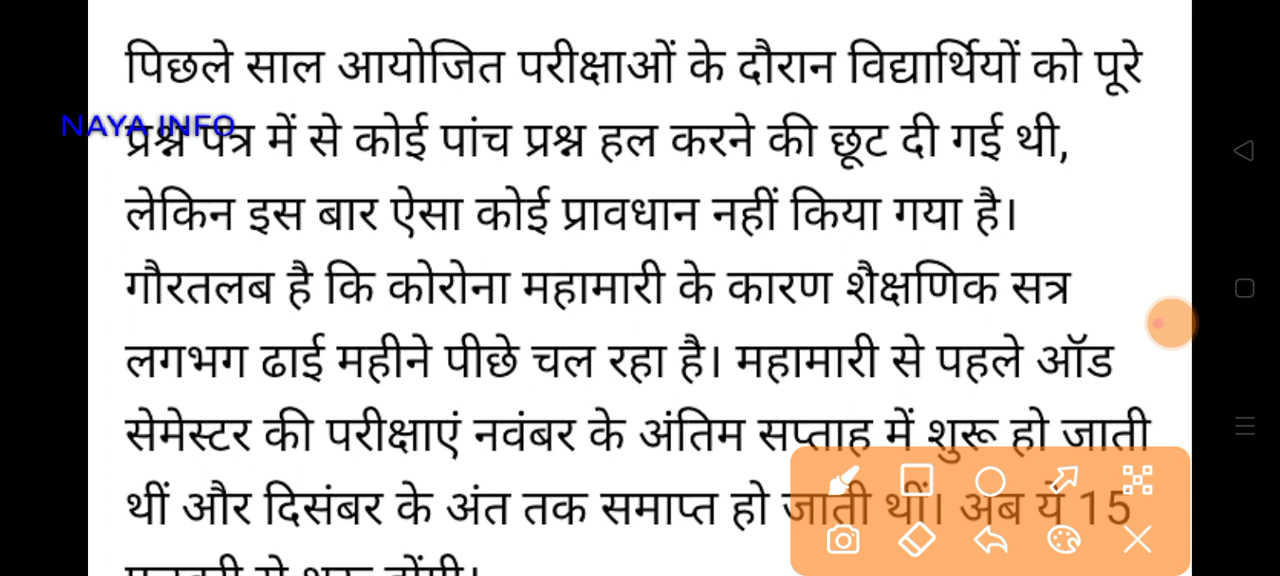 पिछले साल आयोजित परीक्षाओं के दौरान विद्यार्थियों को पूरे
NAYA INFO
प्रश्न पत्र में से कोई पांच प्रश्न हल करने की छूट दी गई थी,
लेकिन इस बार ऐसा कोई प्रावधान नहीं किया गया है।
गौरतलब है कि कोरोना महामारी के कारण शैक्षणिक सत्र
लगभग ढाई महीने पीछे चल रहा है। महामारी से पहले ऑड
सेमेस्टर की परीक्षाएं नवंबर के अंतिम सप्ताह में शुरू हो जाती
थीं और दिसंबर के अंत तक समाप्त हो जाती थीं। अब ये 15
से शुरू होंगी।